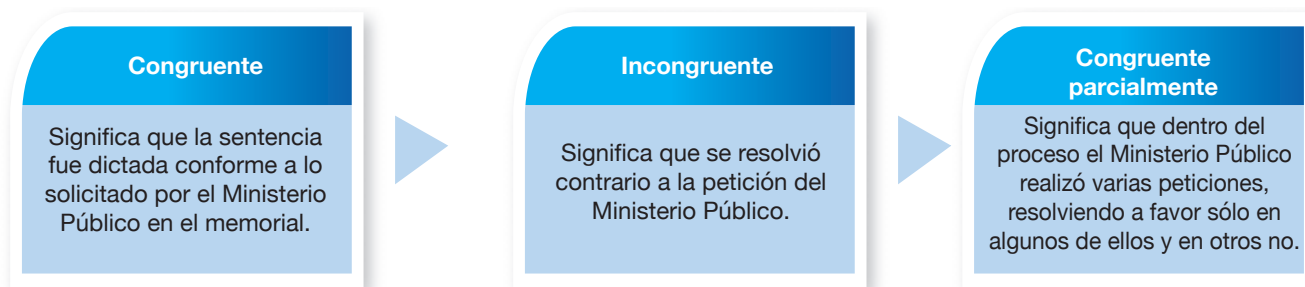 Congruente
Significa que la sentencia
fue dictada conforme a lo
solicitado por el Ministerio
Público en el memorial.
Incongruente
Significa que se resolvió
contrario a la petición del
Ministerio Público.
Congruente
parcialmente
Significa que dentro del
proceso el Ministerio Público
realizó varias peticiones,
resolviendo a favor sólo en
algunos de ellos y en otros no.